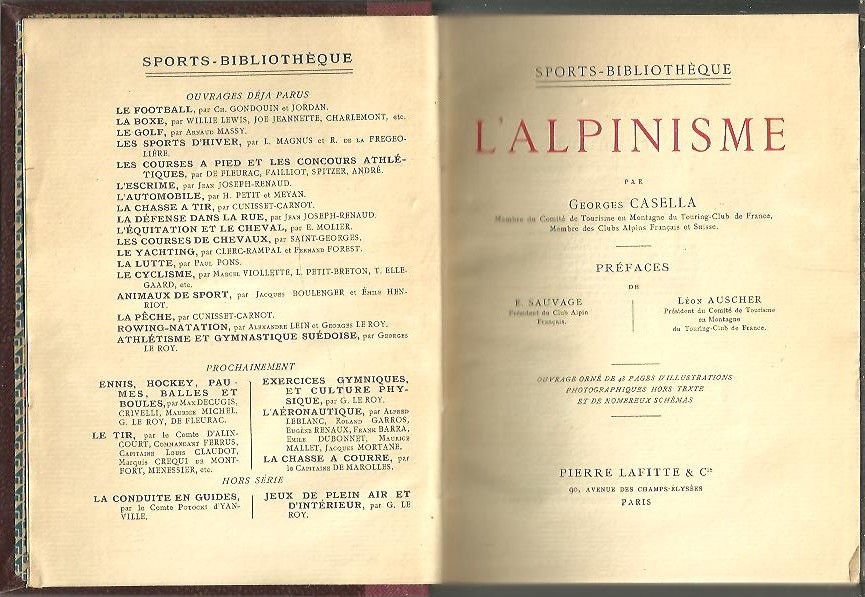 SPORTS-BIBLIOTHÈQUE
OUVRAGES DÉJA PARUS
LE FOOTBALL, par CH. GONDOUIN et JORDAN.
LA BOXE, par WILLIE LEWIS, JOE JEANNETTE, CHARLEMONT, etc.
LE GOLF, par ARNAUD MASSY.
LES SPORTS D'HIVER, par L. MAGNUS et R. DE LA FREGEO-
LIÈRE.
LES COURSES A PIED ET LES CONCOURS ATHLÉ-
TIQUES, par DE FLEURAC, FAILLIOT, SPITZER, ANDRÉ.
L'ESCRIME, par JEAN JOSEPH-RENAUD.
L'AUTOMOBILE, par H. PETIT et MEYAN.
LA CHASSE A TIR, par CUNISSET-CARNOT.
LA DÉFENSE DANS LA RUE, par JEAN JOSEPH-RENAUD.
L'ÉQUITATION ET LE CHEVAL, par E. MOLIER.
LES COURSES DE CHEVAUX, par SAINT-GEORGES.
LE YACHTING, par CLERC-RAMPAL et FERNAND FOREST.
LA LUTTE, par PAUL PONS.
LE CYCLISME, par MARCEL VIOLLETTE, L. PETIT-BRETON, T. ELLE-
GAARD, etc.
ANIMAUX DE SPORT, par JACQUES BOULENGER et ÉMILE HEN-
RIOT.
LA PÊCHE, par CUNISSET-CARNOT.
ROWING-NATATION, par ALEXANDRE LEIN et GEORGES LE ROY.
ATHLÉTISME ET GYMNASTIQUE SUÉDOISE, par GEORGES
LE ROY.
PROCHAINEMENT
ENNIS, HOCKEY, PAU-
MES, BALLES ET
BOULES, par MAX DECUGIS,
CRIVELLI, MAURICE MICHEL,
G. LE ROY, DE FLEURAC.
LE TIR, par le Comte D'ALIN-
COURT, COMMANDANT FERRUS,
CAPITAINE LOUIS CLAUDOT,
MARQUIS CREQUI DE MONT-
FORT, MENESSIER, etc.
EXERCICES GYMNIQUES,
ET CULTURE PHY-
SIQUE, par G. LE ROY.
L'AÉRONAUTIQUE, par ALFRED
LEBLANC, ROLAND GARROS,
EUGÈNE RENAUX, FRANK BARRA,
EMILE DUBONNET, MAURICE
MALLET, JACQUES MORTANE.
LA CHASSE A COURRE, par
le CAPITAINE DE MAROLLES.
HORS SÉRIE
LA CONDUITE EN GUIDES,
par le Comte POTOCKI D'YAN-
VILLE.
JEUX DE PLEIN AIR ET
D'INTÉRIEUR, par G. LE
ROY.
SPORTS-BIBLIOTHÈQUE
L'ALPINISME
PAR
GEORGES CASELLA
Membre du Comité de Tourisme en Montagne du Touring-Club de France,
Membre des Clubs Alpins Français et Suisse.
PRÉFACES
DE
E. SAUVAGE
Président du Club Alpin
Français.
LÉON AUSCHER
Président du Comité de Tourisme
en Montagne
du Touring-Club de France.
OUVRAGE ORNÉ DE 48 PAGES D'ILLUSTRATIONS
PHOTOGRAPHIQUES HORS TEXTE
ET DE NOMBREUX SCHÉMAS
PIERRE LAFITTE & Cie
90, AVENUE DES CHAMPS-ELYSÉES
PARIS